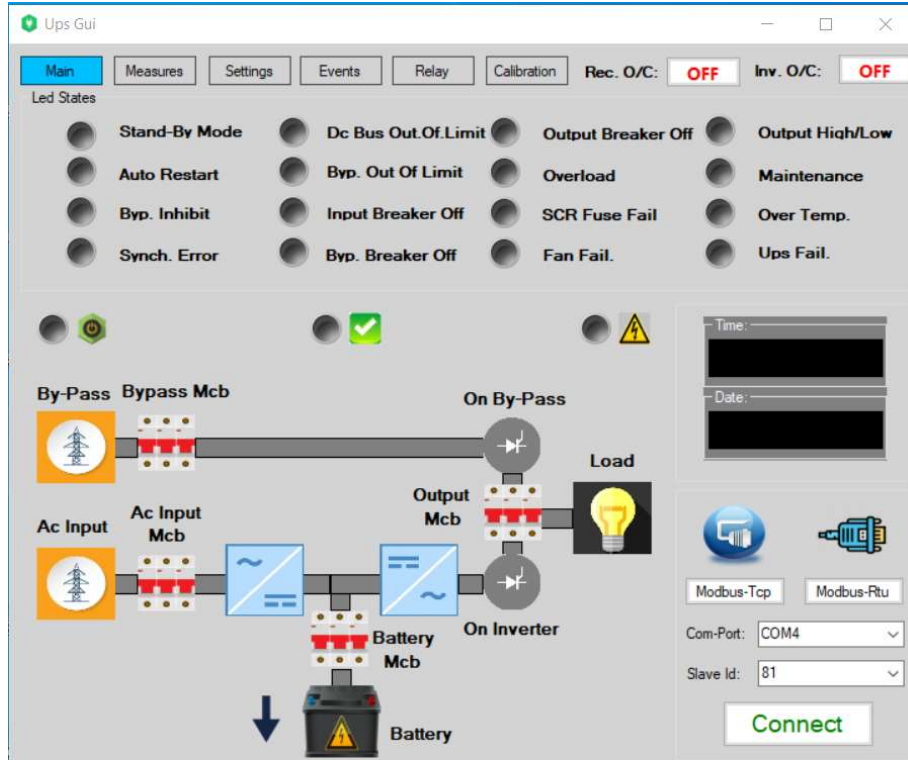 Ups Gui
Main Measures Settings Events Relay Calibration Rec. O/C: OFF Inv. O/C: OFF
Led States
Stand-By Mode Dc Bus Out.Of.Limit Output Breaker Off Output High/Low
Auto Restart Byp. Out Of Limit Overload Maintenance
Byp. Inhibit Input Breaker Off SCR Fuse Fail Over Temp.
Synch. Error Byp. Breaker Off Fan Fail. Ups Fail.
Time:
Date:
By-Pass Bypass Mcb On By-Pass
Load
Output
Mcb
Ac Input
Ac Input
Mcb
On Inverter
Battery
Mcb
Battery
Modbus-Tcp Modbus-Rtu
Com-Port: COM4
Slave Id: 81
Connect